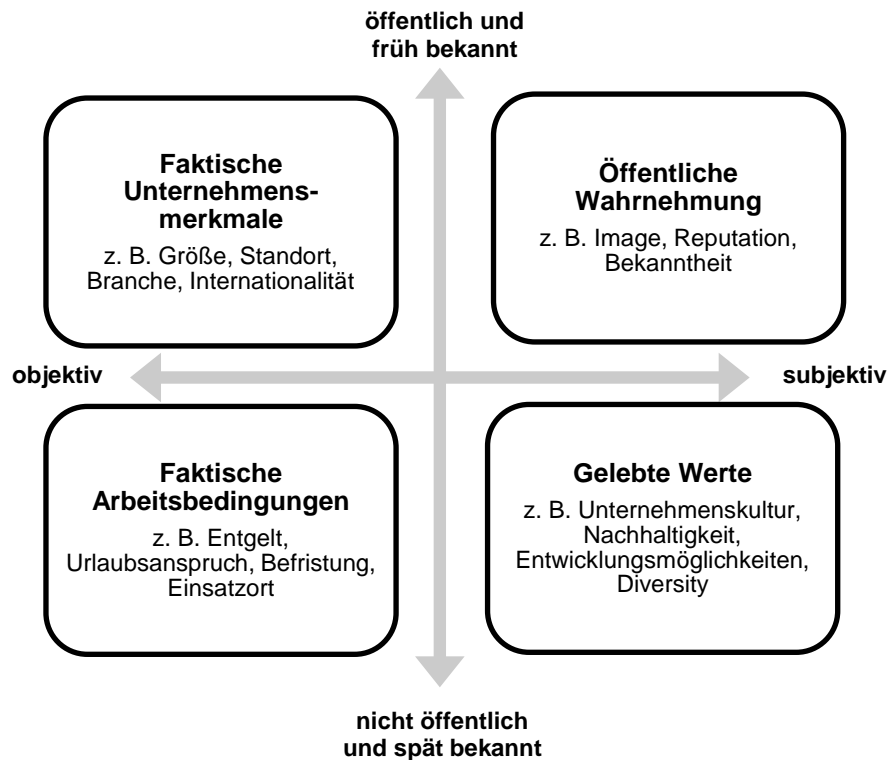 öffentlich und
früh bekannt
Faktische
Unternehmens-
merkmale
z. B. Größe, Standort,
Branche, Internationalität
Öffentliche
Wahrnehmung
z. B. Image, Reputation,
Bekanntheit
objektiv
subjektiv
Faktische
Arbeitsbedingungen
z. B. Entgelt,
Urlaubsanspruch, Befristung,
Einsatzort
Gelebte Werte
z. B. Unternehmenskultur,
Nachhaltigkeit,
Entwicklungsmöglichkeiten,
Diversity
nicht öffentlich
und spät bekannt